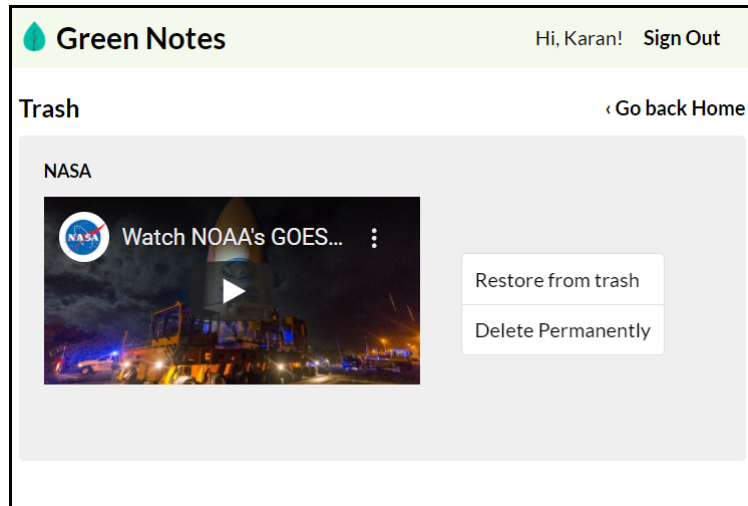 Green Notes
Hi, Karan! Sign Out
Trash
‹ Go back Home
NASA
NASA
Watch NOAA's GOES...
Restore from trash
Delete Permanently